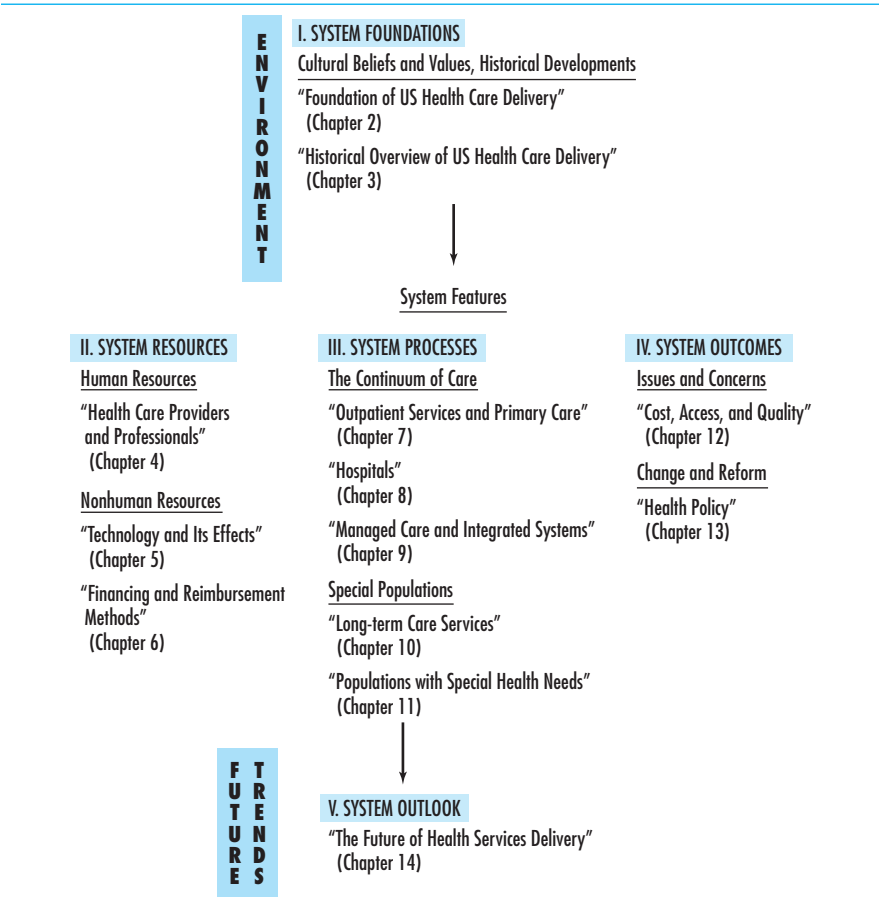 ENVIRONMENT
I. SYSTEM FOUNDATIONS
Cultural Beliefs and Values, Historical Developments
“Foundation of US Health Care Delivery”
(Chapter 2)
“Historical Overview of US Health Care Delivery”
(Chapter 3)
System Features
II. SYSTEM RESOURCES
Human Resources
“Health Care Providers
and Professionals”
(Chapter 4)
Nonhuman Resources
“Technology and Its Effects”
(Chapter 5)
“Financing and Reimbursement
Methods”
(Chapter 6)
III. SYSTEM PROCESSES
The Continuum of Care
“Outpatient Services and Primary Care”
(Chapter 7)
“Hospitals”
(Chapter 8)
“Managed Care and Integrated Systems”
(Chapter 9)
Special Populations
“Long-term Care Services”
(Chapter 10)
“Populations with Special Health Needs”
(Chapter 11)
IV. SYSTEM OUTCOMES
Issues and Concerns
“Cost, Access, and Quality”
(Chapter 12)
Change and Reform
“Health Policy”
(Chapter 13)
FUTURE
TRENDS
V. SYSTEM OUTLOOK
“The Future of Health Services Delivery”
(Chapter 14)